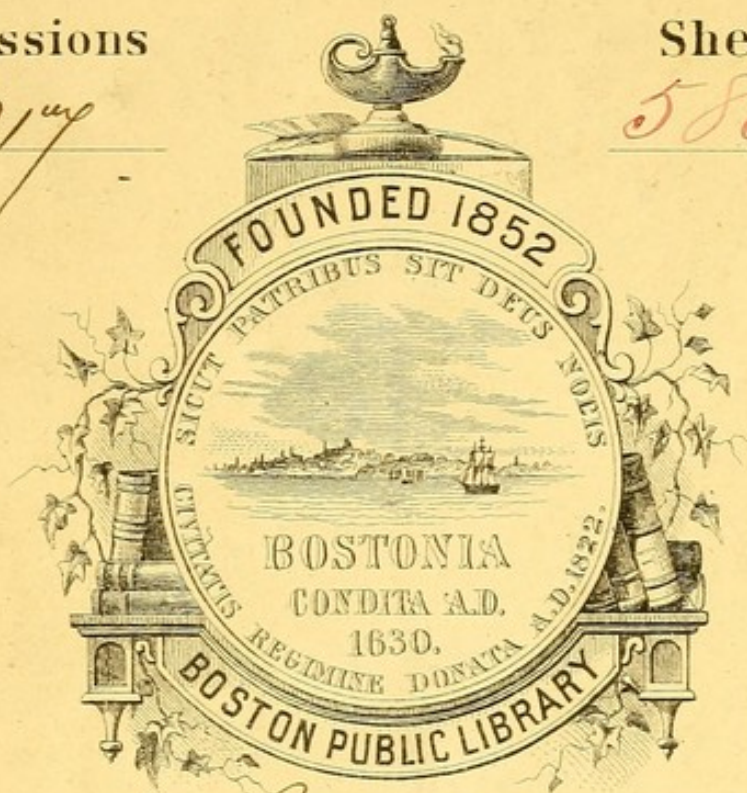 ssions
She
58
FOUNDED 1852
SICUT PATRIBUS SIT DEUS NOBIS
BOSTONIA
CONDITA A.D.
1630.
CIVITATIS REGIMINE DONATA A.D. 1822.
BOSTON PUBLIC LIBRARY